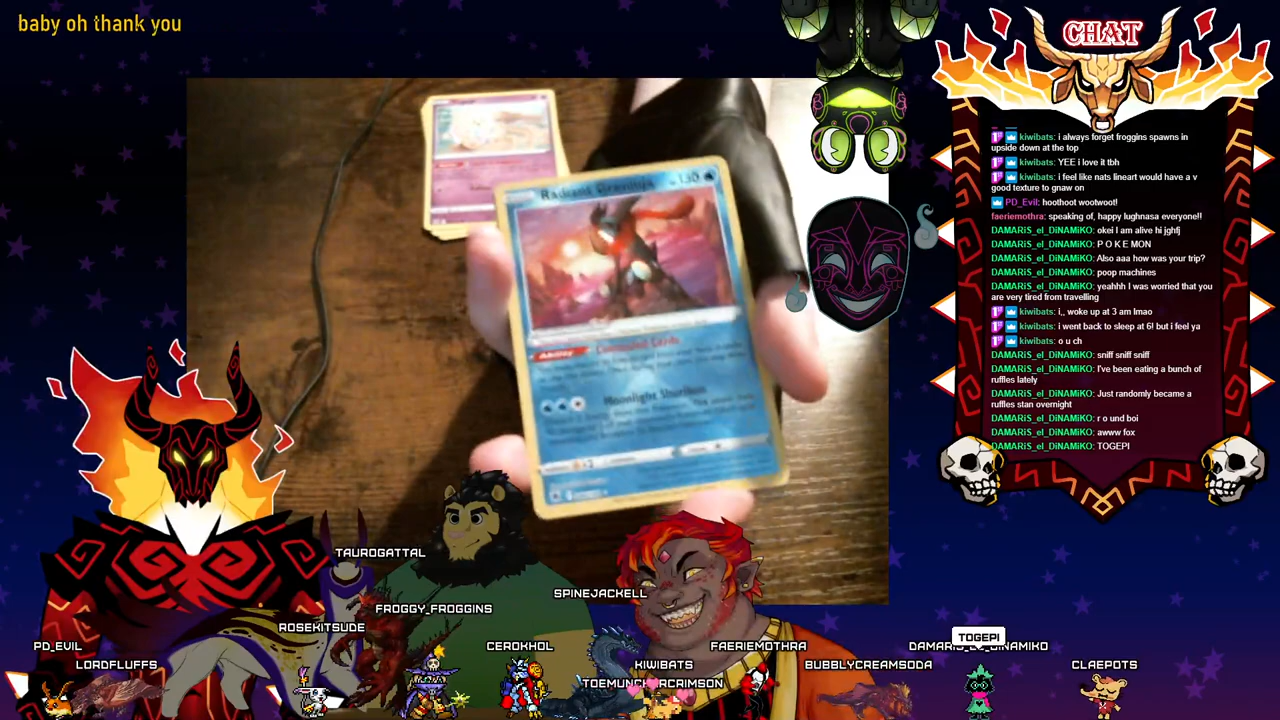 baby oh thank you
CHAT
kiwibats: i always forget froggins spawns in
upside down at the top
kiwibats: YEE i love it tbh
kiwibats: i feel like nats lineart would have a v
good texture to gnaw on
PD_Evil: hoothoot wootwoot!
faeriemothra: speaking of, happy lughnasa everyone!!
DAMARiS_el_DiNAMiKO: okei I am alive hi jghfj
DAMARiS_el_DiNAMiKO: P O K E MON
DAMARiS_el_DiNAMiKO: Also aaa how was your trip?
DAMARiS_el_DiNAMiKO: poop machines
DAMARiS_el_DiNAMiKO: yeahhh I was worried that you
are very tired from travelling
kiwibats: i,, woke up at 3 am lmao
kiwibats: i went back to sleep at 6! but i feel ya
kiwibats: o u ch
DAMARiS_el_DiNAMiKO: sniff sniff sniff
DAMARiS_el_DiNAMiKO: I've been eating a bunch of
ruffles lately
DAMARiS_el_DiNAMiKO: Just randomly became a
ruffles stan overnight
DAMARiS_el_DiNAMiKO: r o und boi
DAMARiS_el_DiNAMiKO: awww fox
DAMARiS_el_DiNAMiKO: TOGEPI
Radiant Greninja 130
Ability Concealed Cards
Moonlight Shuriken
TAUROGATTAL
SPINEJACKELL
FROGGY_FROGGINS
ROSEKITSUDE
PD_EVIL
CEROKHOL
FAERIEMOTHRA
TOGEPI
LORDFLUFFS
KIWIBATS
BUBBLYCREAMSODA
CLAEPOTS